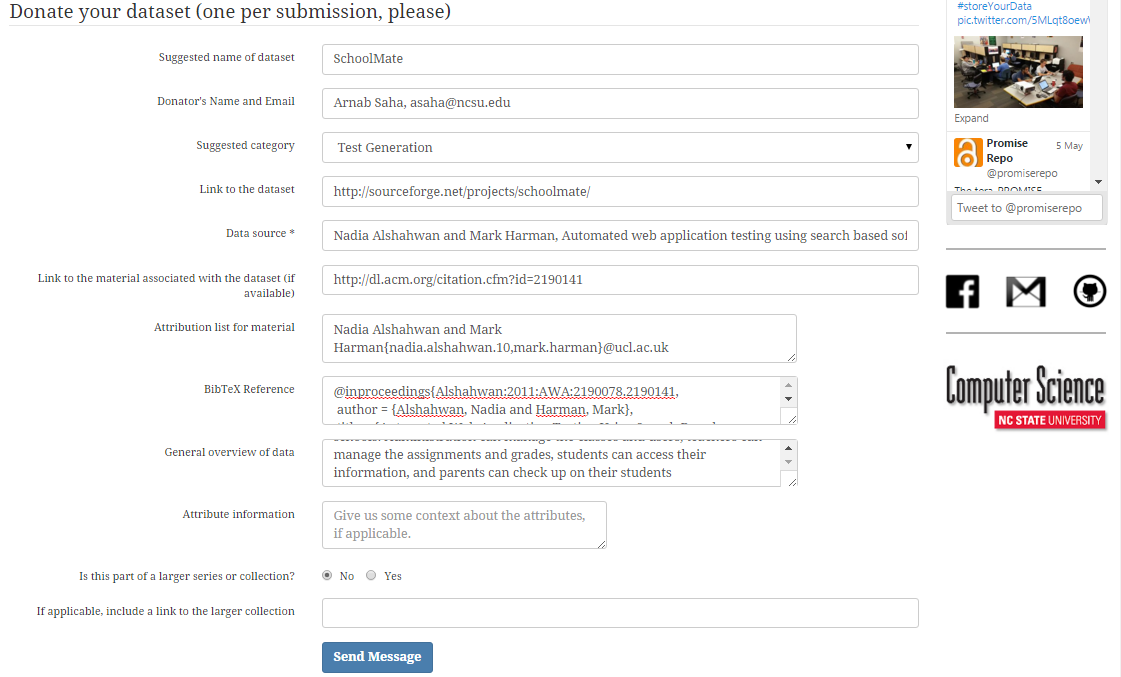 Donate your dataset (one per submission, please)
Suggested name of dataset
SchoolMate
Donator's Name and Email
Arnab Saha, asaha@ncsu.edu
Suggested category
Test Generation
Link to the dataset
http://sourceforge.net/projects/schoolmate/
Data source *
Nadia Alshahwan and Mark Harman, Automated web application testing using search based sof
Link to the material associated with the dataset (if
available)
http://dl.acm.org/citation.cfm?id=2190141
Attribution list for material
Nadia Alshahwan and Mark
Harman{nadia.alshahwan.10,mark.harman}@ucl.ac.uk
BibTeX Reference
@inproceedings{Alshahwan:2011:AWA:2190078.2190141,
author = {Alshahwan, Nadia and Harman, Mark},
General overview of data
manage the assignments and grades, students can access their
information, and parents can check up on their students
Attribute information
Give us some context about the attributes,
if applicable.
Is this part of a larger series or collection?
No Yes
If applicable, include a link to the larger collection
Send Message
#storeYourData
pic.twitter.com/5MLqt8oew
Expand
Promise
Repo
5 May
@promiserepo
The tera-PROMISE
Tweet to @promiserepo
Computer Science
NC STATE UNIVERSITY